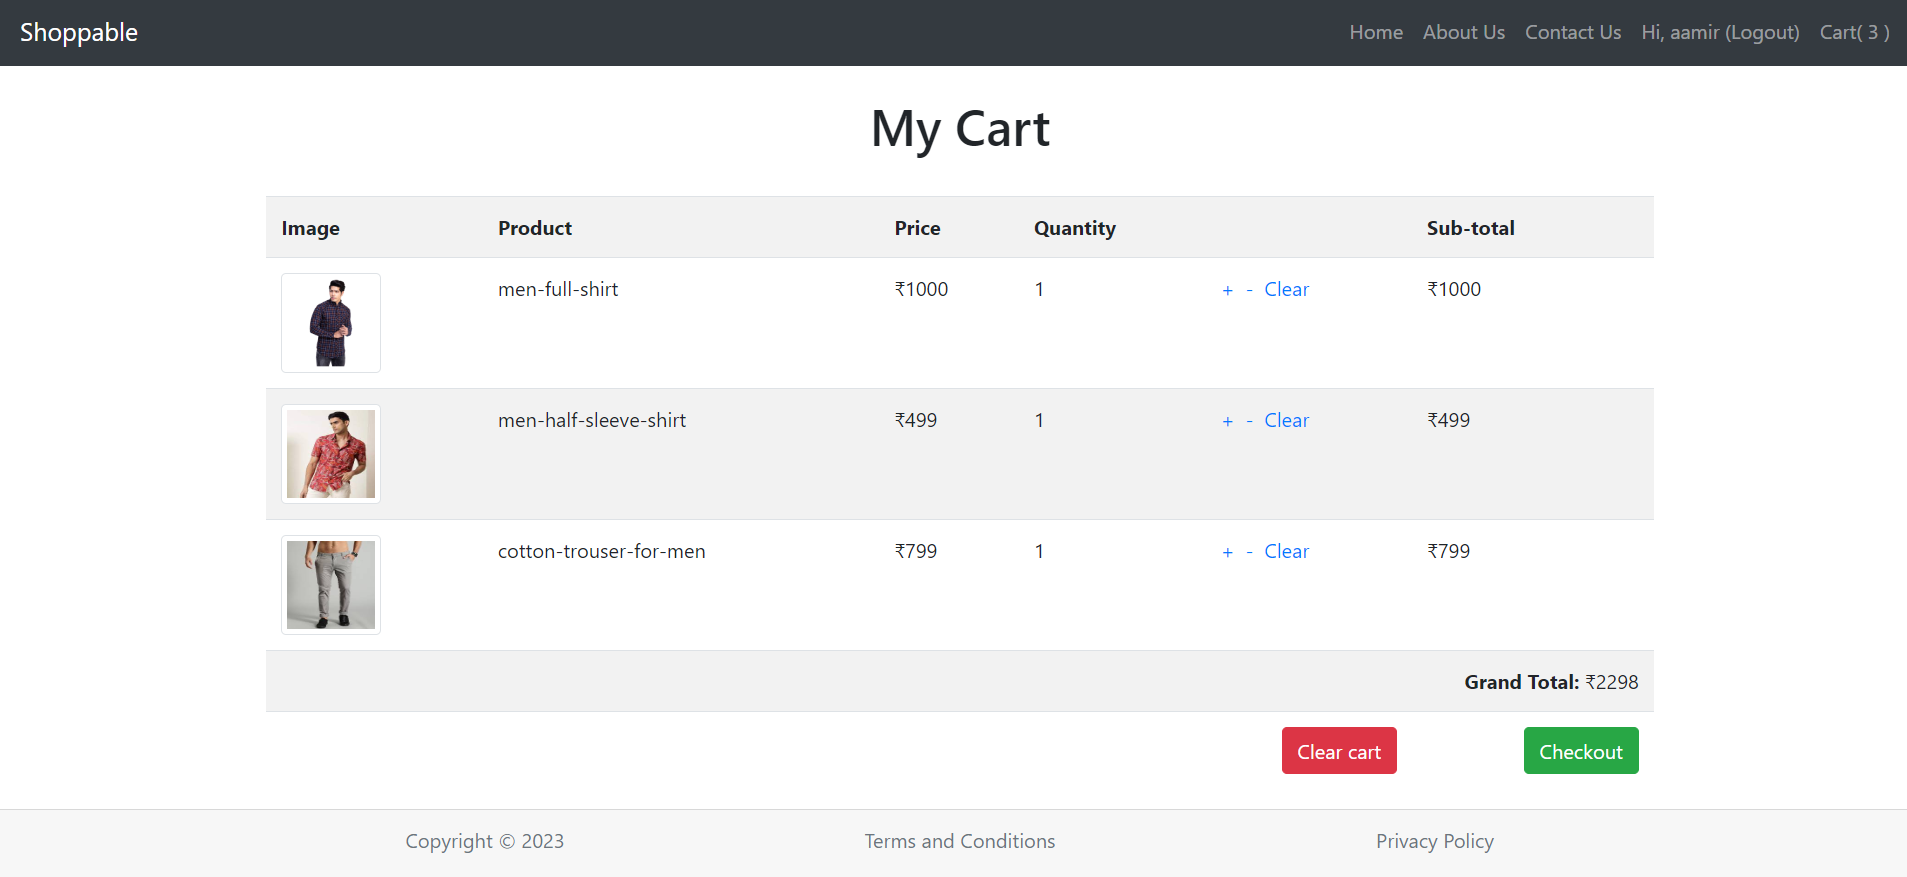 Shoppable Home About Us Contact Us Hi, aamir (Logout) Cart( 3 )
My Cart
Image Product Price Quantity Sub-total
men-full-shirt ₹1000 1 + - Clear ₹1000
men-half-sleeve-shirt ₹499 1 + - Clear ₹499
cotton-trouser-for-men ₹799 1 + - Clear ₹799
Grand Total: ₹2298
Clear cart Checkout
Copyright © 2023 Terms and Conditions Privacy Policy